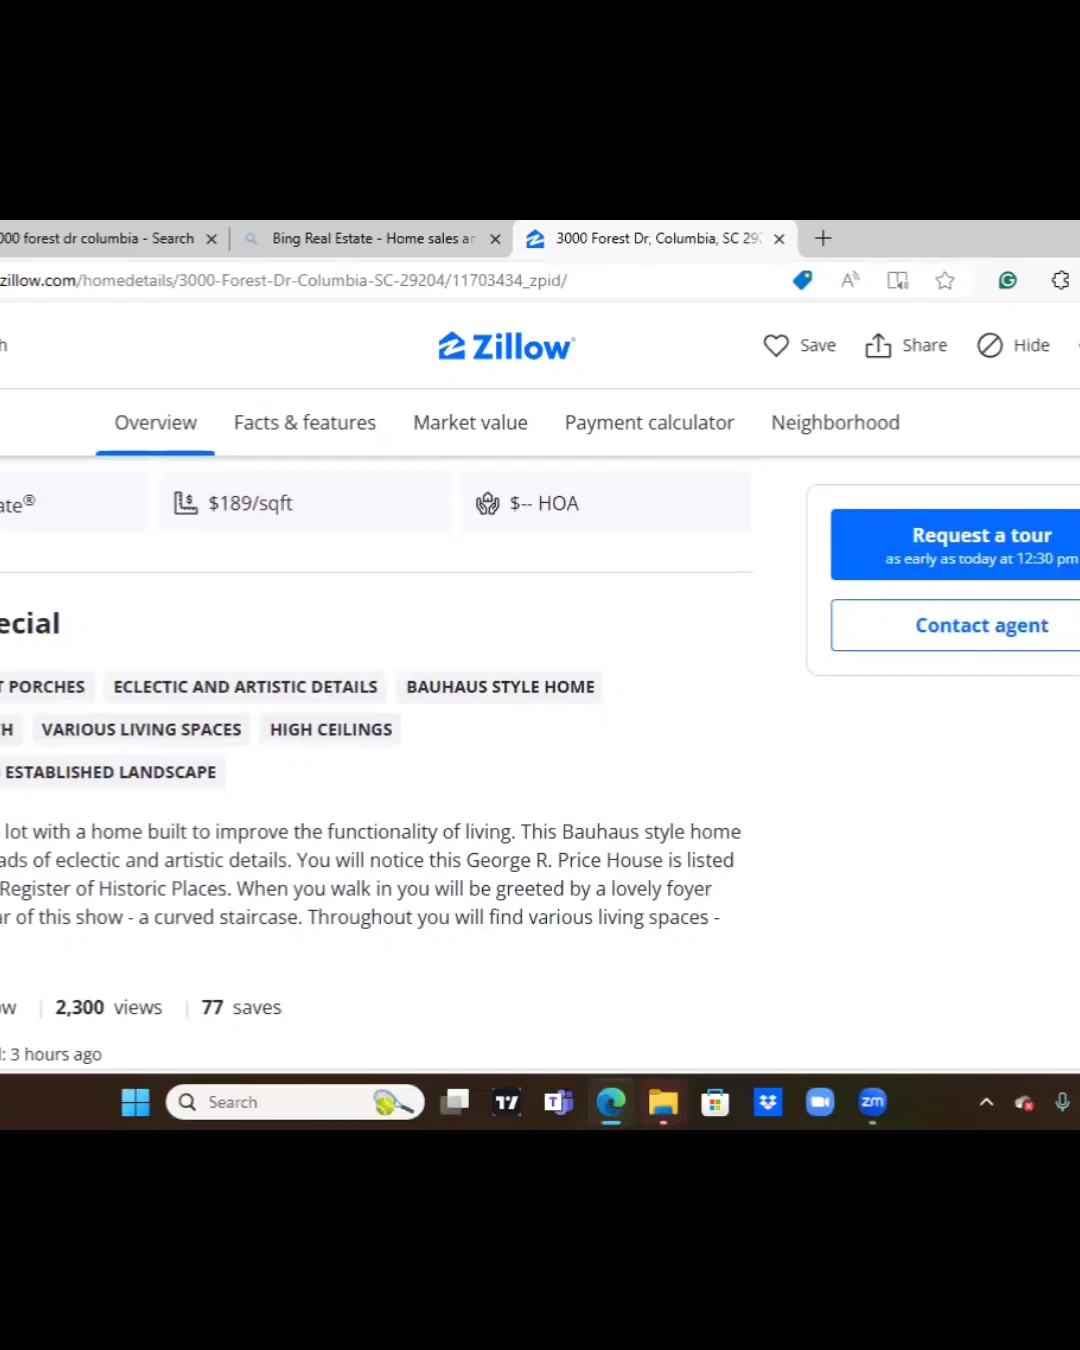 000 forest dr columbia - Search
Bing Real Estate - Home sales ar
3000 Forest Dr, Columbia, SC 292
zillow.com/homedetails/3000-Forest-Dr-Columbia-SC-29204/11703434_zpid/
h
Zillow
Save
Share
Hide
Overview
Facts & features
Market value
Payment calculator
Neighborhood
ate®
$189/sqft
$-- HOA
Request a tour
as early as today at 12:30 pm
Contact agent
ecial
T PORCHES
ECLECTIC AND ARTISTIC DETAILS
BAUHAUS STYLE HOME
CH
VARIOUS LIVING SPACES
HIGH CEILINGS
ESTABLISHED LANDSCAPE
lot with a home built to improve the functionality of living. This Bauhaus style home
ads of eclectic and artistic details. You will notice this George R. Price House is listed
Register of Historic Places. When you walk in you will be greeted by a lovely foyer
ar of this show - a curved staircase. Throughout you will find various living spaces -
ow
2,300 views
77 saves
: 3 hours ago
Search
zm